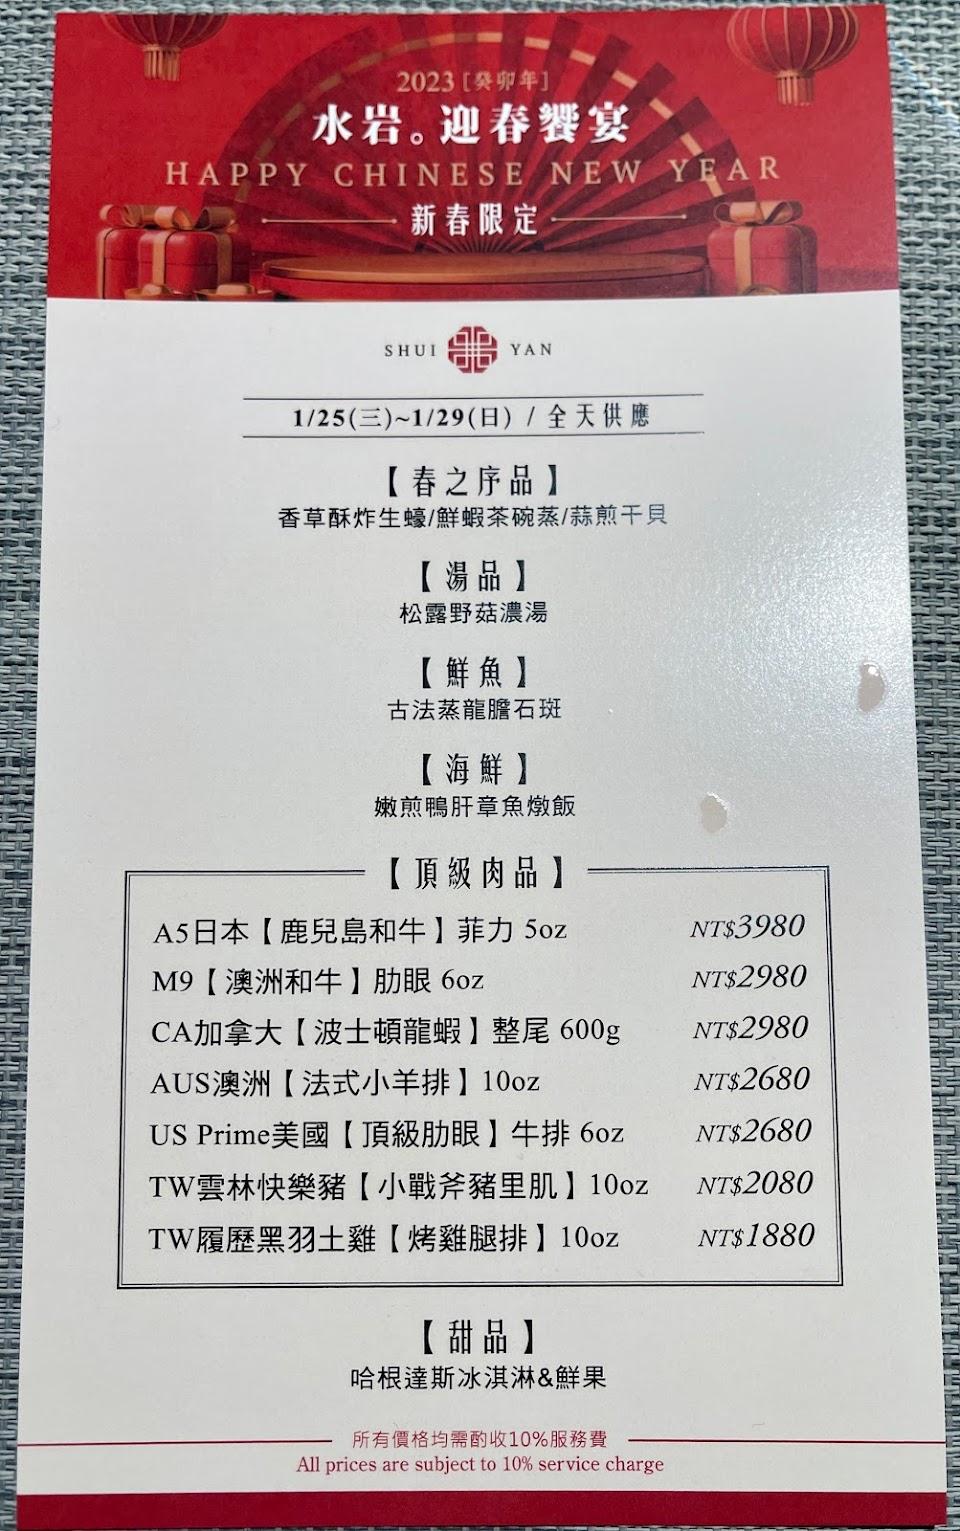 2023 [癸卯年]
水岩。迎春饗宴
HAPPY CHINESE NEW YEAR
新春限定
SHUI YAN
1/25(三)~1/29(日) / 全天供應
【春之序品】
香草酥炸生蠔/鮮蝦茶碗蒸/蒜煎干貝
【湯品】
松露野菇濃湯
【鮮魚】
古法蒸龍膽石斑
【海鮮】
嫩煎鴨肝章魚燉飯
【頂級肉品】
A5日本【鹿兒島和牛】菲力 5oz NT$3980
M9【澳洲和牛】肋眼 6oz NT$2980
CA加拿大【波士頓龍蝦】整尾 600g NT$2980
AUS澳洲【法式小羊排】10oz NT$2680
US Prime美國【頂級肋眼】牛排 6oz NT$2680
TW雲林快樂豬【小戰斧豬里肌】10oz NT$2080
TW履歷黑羽土雞【烤雞腿排】10oz NT$1880
【甜品】
哈根達斯冰淇淋&鮮果
所有價格均需酌收10%服務費
All prices are subject to 10% service charge